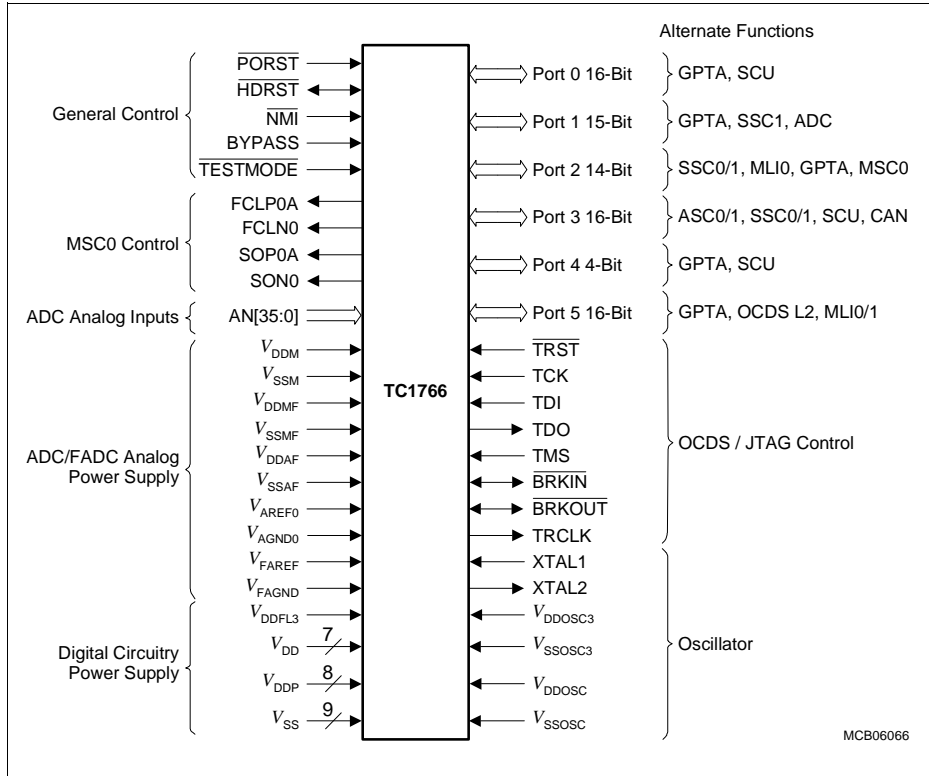 Alternate Functions
General Control
PORST
HDRST
NMI
BYPASS
TESTMODE
MSC0 Control
FCLP0A
FCLN0
SOP0A
SON0
ADC Analog Inputs
AN[35:0]
ADC/FADC Analog
Power Supply
VDDM
VSSM
VDDMF
VSSMF
VDDAF
VSSAF
VAREF0
VAGND0
VFAREF
VFAGND
Digital Circuitry
Power Supply
VDDFL3
VDD 7
VDDP 8
VSS 9
TC1766
Port 0 16-Bit GPTA, SCU
Port 1 15-Bit GPTA, SSC1, ADC
Port 2 14-Bit SSC0/1, MLI0, GPTA, MSC0
Port 3 16-Bit ASC0/1, SSC0/1, SCU, CAN
Port 4 4-Bit GPTA, SCU
Port 5 16-Bit GPTA, OCDS L2, MLI0/1
TRST
TCK
TDI
TDO
TMS
BRKIN
BRKOUT
TRCLK
OCDS / JTAG Control
XTAL1
XTAL2
VDDOSC3
VSSOSC3
VDDOSC
VSSOSC
Oscillator
MCB06066